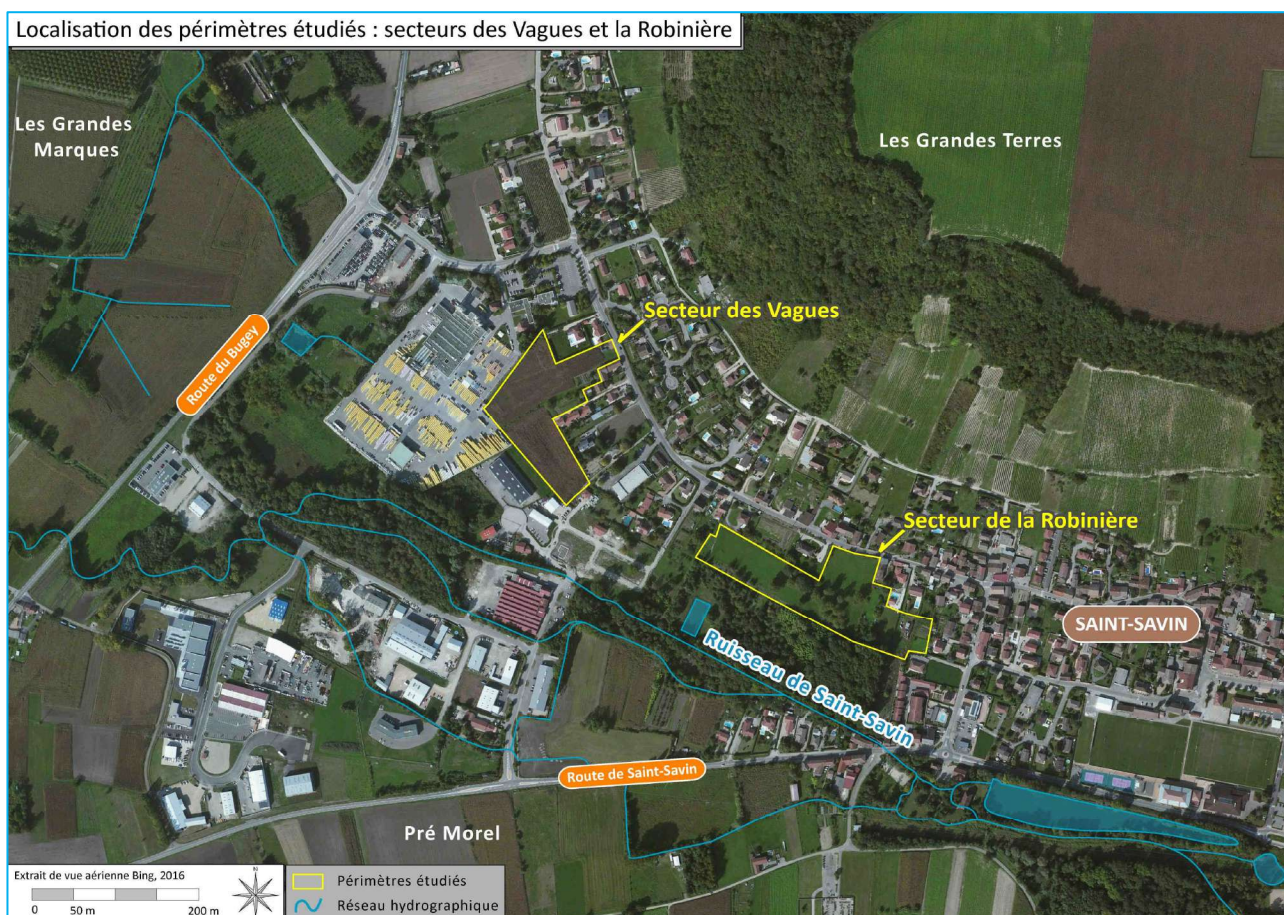 Localisation des périmètres étudiés : secteurs des Vagues et la Robinière
Les Grandes
Marques
Les Grandes Terres
Secteur des Vagues
Route du Bugey
Secteur de la Robinière
SAINT-SAVIN
Ruisseau de Saint-Savin
Route de Saint-Savin
Pré Morel
Extrait de vue aérienne Bing, 2016
0 50 m 200 m
N
Périmètres étudiés
Réseau hydrographique